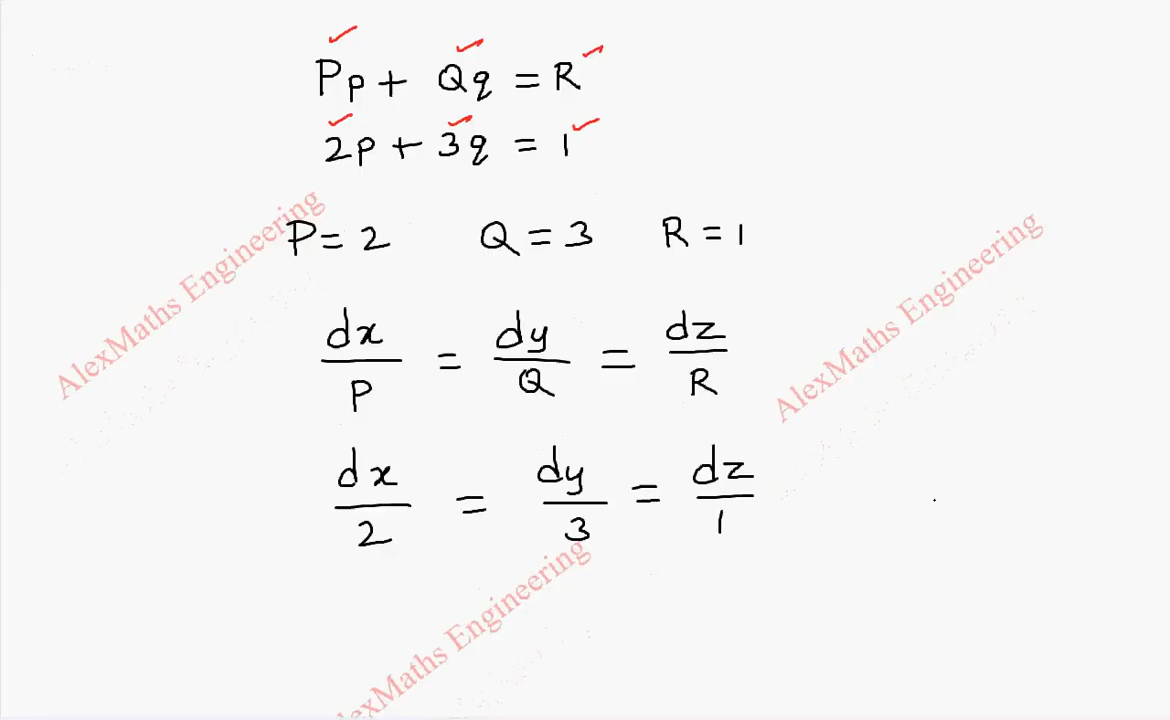 Pp + Qq = R
2p + 3q = 1
P = 2 Q = 3 R = 1
dx/P = dy/Q = dz/R
dx/2 = dy/3 = dz/1
AlexMaths Engineering
AlexMaths Engineering
AlexMaths Engineering